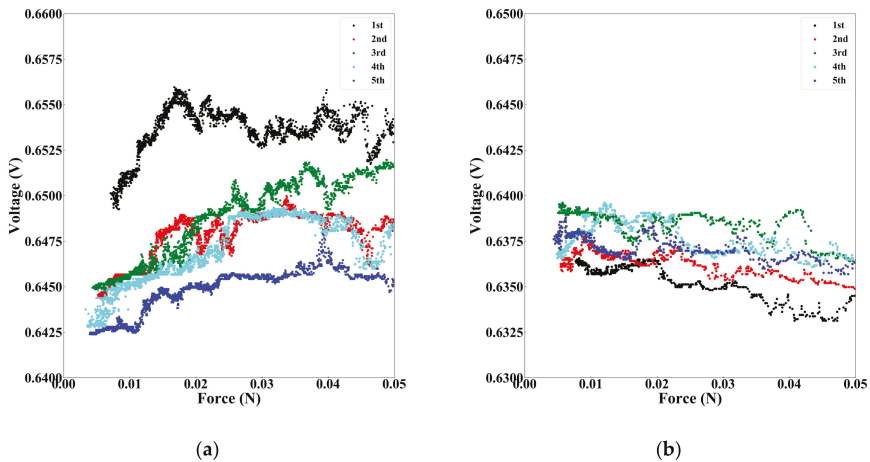 0.6600
0.6575
0.6550
0.6525
0.6500
0.6475
0.6450
0.6425
0.6400
Voltage (V)
0.00 0.01 0.02 0.03 0.04 0.05
Force (N)
1st
2nd
3rd
4th
5th
(a)
0.6500
0.6475
0.6450
0.6425
0.6400
0.6375
0.6350
0.6325
0.6300
Voltage (V)
0.00 0.01 0.02 0.03 0.04 0.05
Force (N)
1st
2nd
3rd
4th
5th
(b)